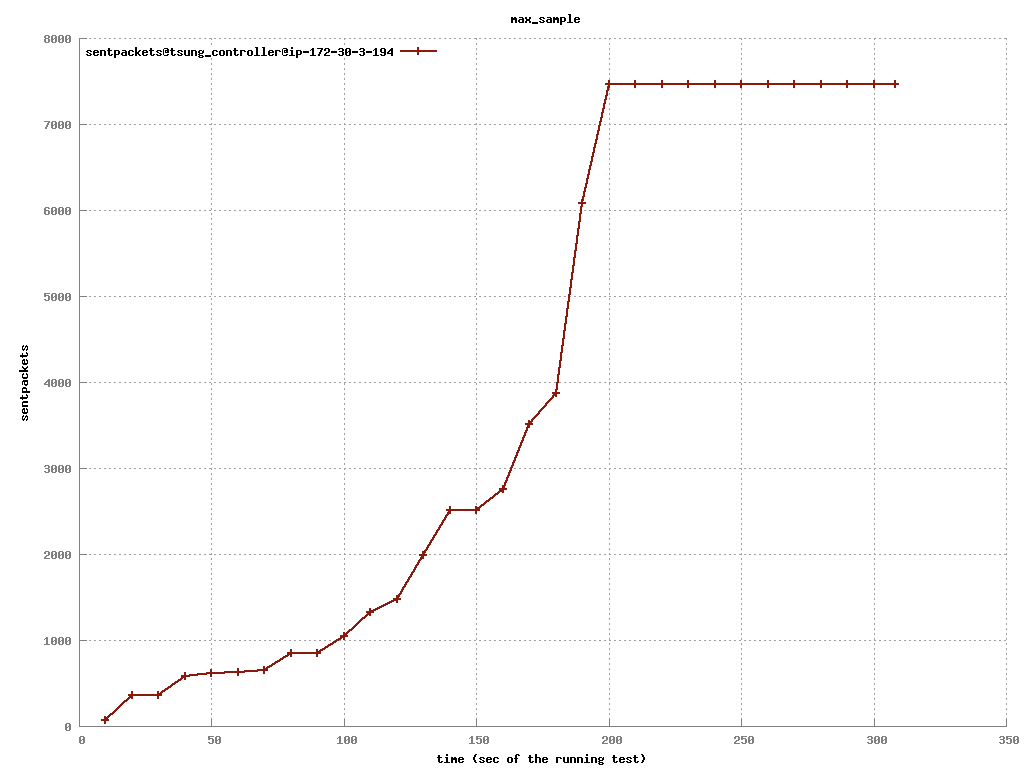 max_sample
sentpackets@tsung_controller@ip-172-30-3-194
8000
7000
6000
5000
4000
3000
2000
1000
0
sentpackets
0 50 100 150 200 250 300 350
time (sec of the running test)